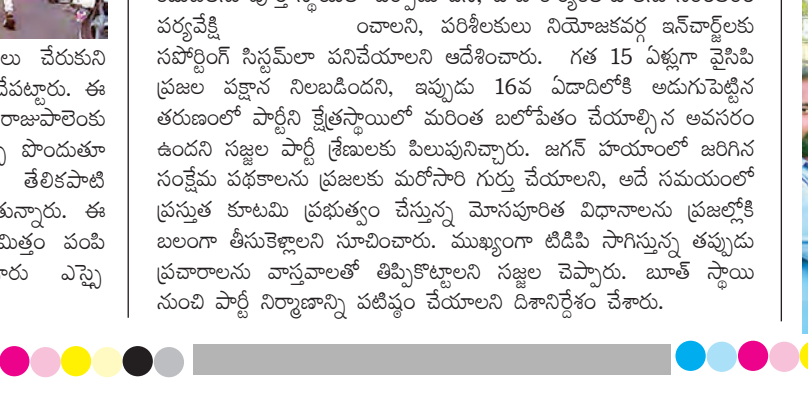 లు చేరుకుని
చేపట్టారు. ఈ
రాజుపాలెంకు
పొందుతూ
తేలికపాటి
తున్నారు. ఈ
మిత్తం పంపి
ఎస్సై
పర్యవేక్షి ంచాలని, పరిశీలకులు నియోజకవర్గ ఇన్‌చార్జ్‌లకు
సపోర్టింగ్ సిస్టమ్‌లా పనిచేయాలని ఆదేశించారు. గత 15 ఏళ్లుగా వైసిపి
ప్రజల పక్షాన నిలబడిందని, ఇప్పుడు 16వ ఏడాదిలోకి అడుగుపెట్టిన
తరుణంలో పార్టీని క్షేత్రస్థాయిలో మరింత బలోపేతం చేయాల్సిన అవసరం
ఉందని సజ్జల పార్టీ శ్రేణులకు పిలుపునిచ్చారు. జగన్ హయాంలో జరిగిన
సంక్షేమ పథకాలను ప్రజలకు మరోసారి గుర్తు చేయాలని, అదే సమయంలో
ప్రస్తుత కూటమి ప్రభుత్వం చేస్తున్న మోసపూరిత విధానాలను ప్రజల్లోకి
బలంగా తీసుకెళ్లాలని సూచించారు. ముఖ్యంగా టిడిపి సాగిస్తున్న తప్పుడు
ప్రచారాలను వాస్తవాలతో తిప్పికొట్టాలని సజ్జల చెప్పారు. బూత్ స్థాయి
నుంచి పార్టీ నిర్మాణాన్ని పటిష్ఠం చేయాలని దిశానిర్దేశం చేశారు.